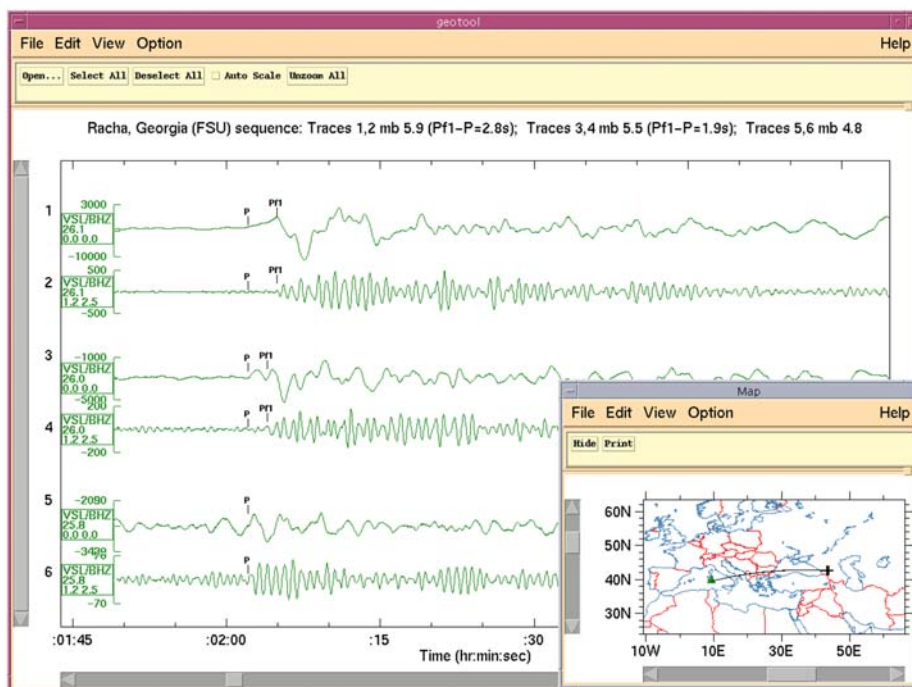 geotool
File Edit View Option Help
Open... Select All Deselect All Auto Scale Unzoom All
Racha, Georgia (FSU) sequence: Traces 1,2 mb 5.9 (Pf1-P=2.8s); Traces 3,4 mb 5.5 (Pf1-P=1.9s); Traces 5,6 mb 4.8
1
3000
VSL/BHZ
26.1
0.0 0.0
-10000
P
Pf1
2
500
VSL/BHZ
26.1
1.2 2.5
-500
P
Pf1
3
-1000
VSL/BHZ
26.0
0.0 0.0
-5000
P
Pf1
4
200
VSL/BHZ
26.0
1.2 2.5
-200
P
Pf1
5
-2090
VSL/BHZ
25.8
0.0 0.0
P
6
VSL/BHZ
25.8
1.2 2.5
-70
P
:01:45 :02:00 :15 :30
Time (hr:min:sec)
Map
File Edit View Option Help
Hide Print
60N
50N
40N
30N
10W 10E 30E 50E